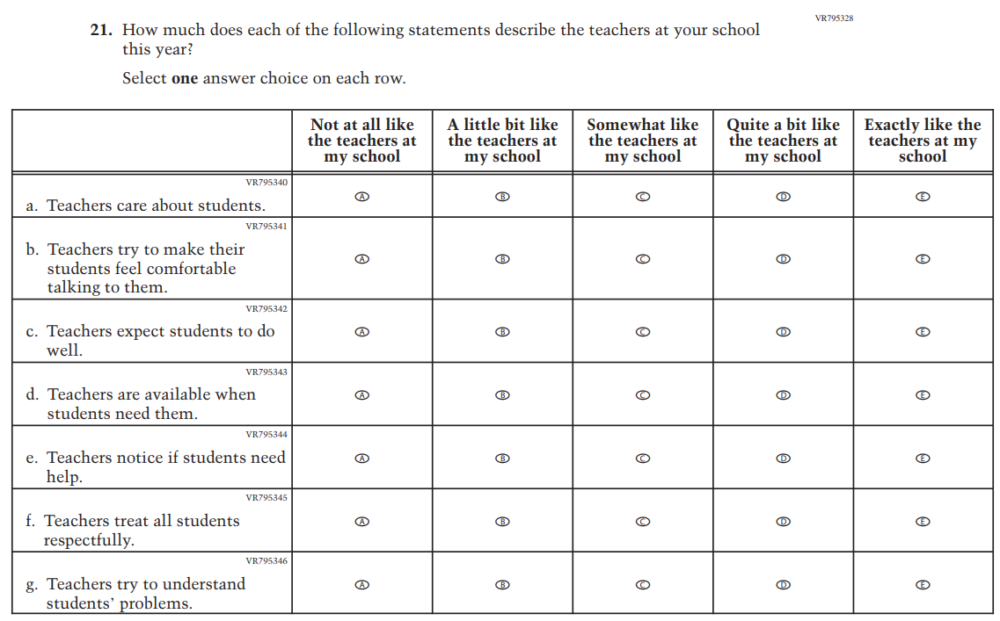 VR795328
21. How much does each of the following statements describe the teachers at your school
this year?
Select one answer choice on each row.
Not at all like
the teachers at
my school
A little bit like
the teachers at
my school
Somewhat like
the teachers at
my school
Quite a bit like
the teachers at
my school
Exactly like the
teachers at my
school
VR795340
a. Teachers care about students.
A B C D E
VR795341
b. Teachers try to make their
students feel comfortable
talking to them.
A B C D E
VR795342
c. Teachers expect students to do
well.
A B C D E
VR795343
d. Teachers are available when
students need them.
A B C D E
VR795344
e. Teachers notice if students need
help.
A B C D E
VR795345
f. Teachers treat all students
respectfully.
A B C D E
VR795346
g. Teachers try to understand
students’ problems.
A B C D E